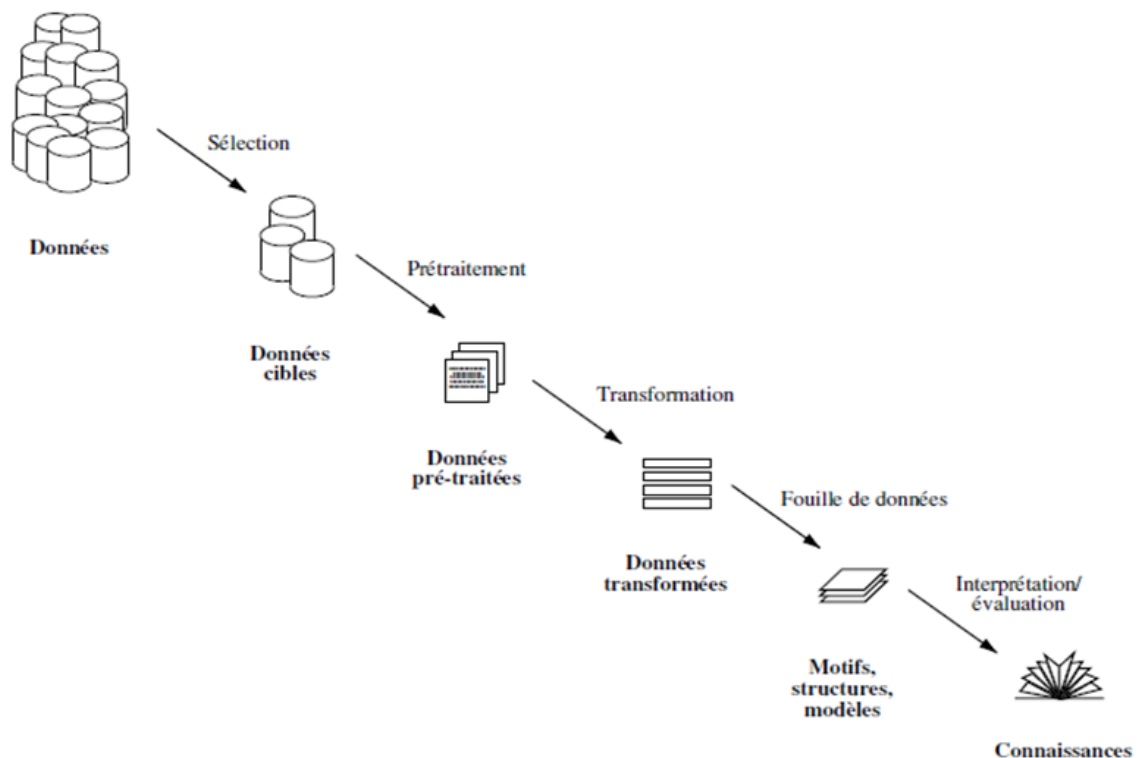 Sélection
Données
Prétraitement
Données
cibles
Transformation
Données
pré-traitées
Fouille de données
Données
transformées
Interprétation/
évaluation
Motifs,
structures,
modèles
Connaissances